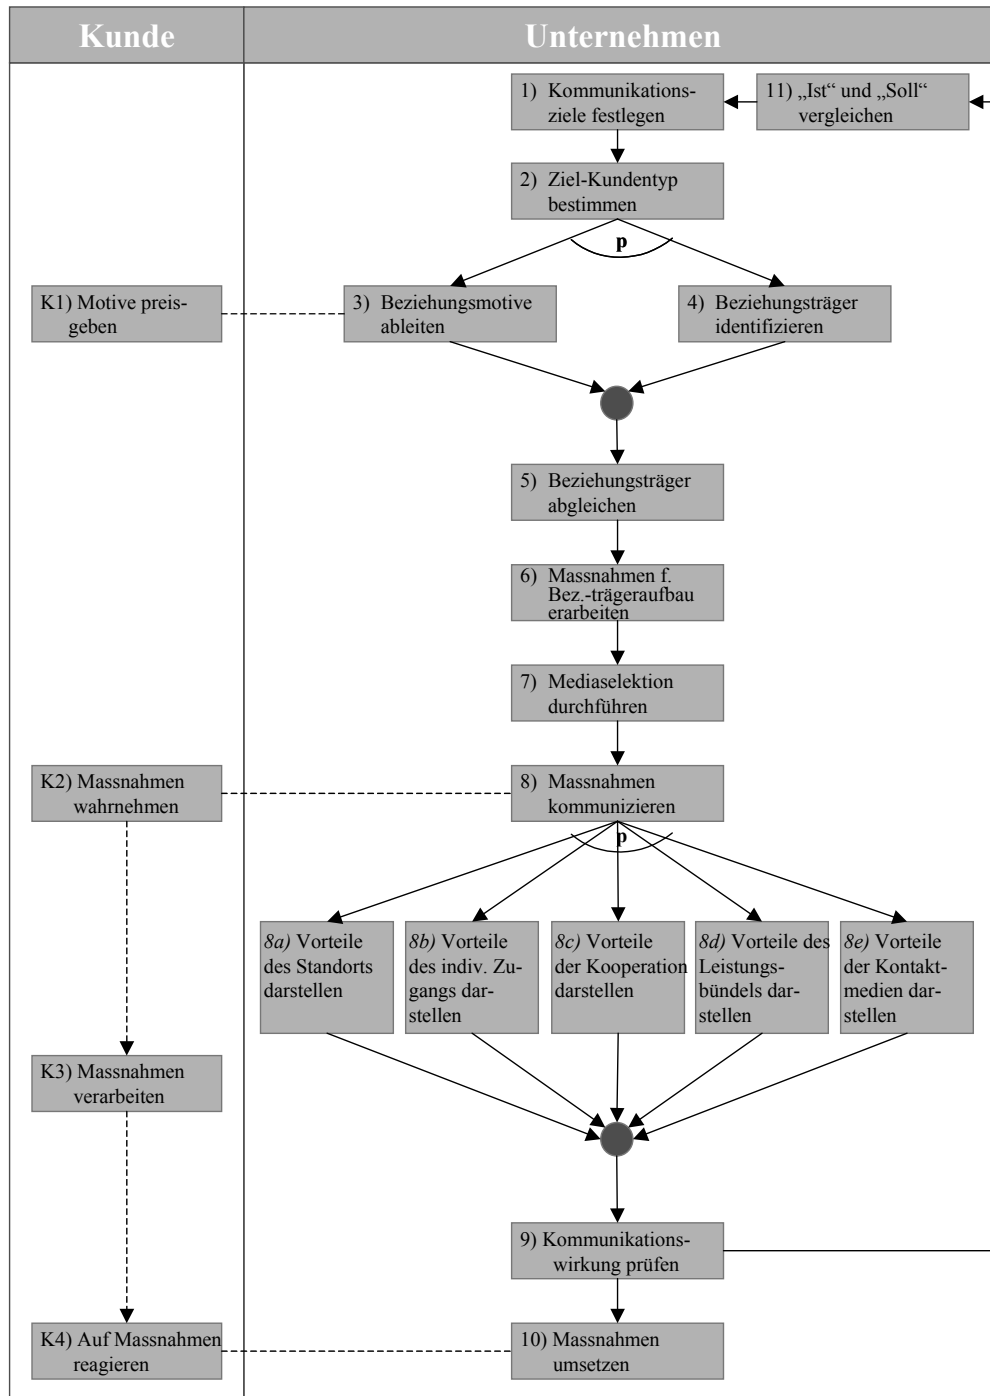 Kunde
Unternehmen
1) Kommunikations-
ziele festlegen
11) „Ist“ und „Soll“
vergleichen
2) Ziel-Kundentyp
bestimmen
p
K1) Motive preis-
geben
3) Beziehungsmotive
ableiten
4) Beziehungsträger
identifizieren
5) Beziehungsträger
abgleichen
6) Massnahmen f.
Bez.-trägeraufbau
erarbeiten
7) Mediaselektion
durchführen
K2) Massnahmen
wahrnehmen
8) Massnahmen
kommunizieren
p
8a) Vorteile
des Standorts
darstellen
8b) Vorteile
des indiv. Zu-
gangs dar-
stellen
8c) Vorteile
der Kooperation
darstellen
8d) Vorteile des
Leistungs-
bündels dar-
stellen
8e) Vorteile
der Kontakt-
medien dar-
stellen
K3) Massnahmen
verarbeiten
9) Kommunikations-
wirkung prüfen
K4) Auf Massnahmen
reagieren
10) Massnahmen
umsetzen